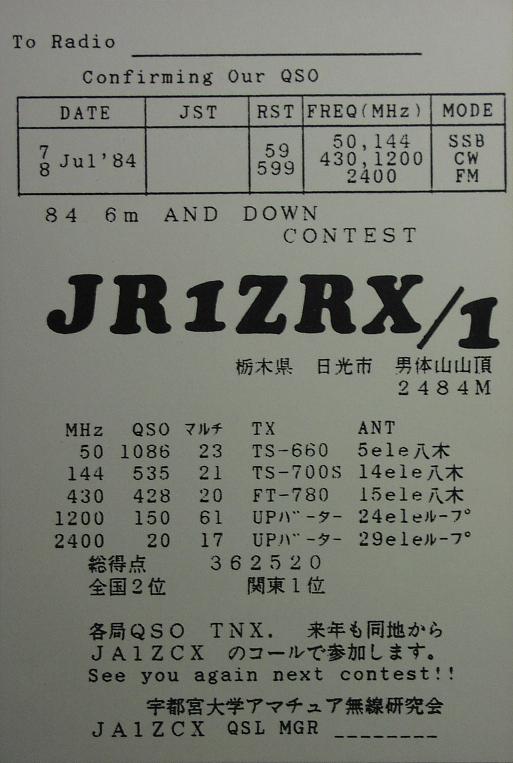 To Radio
Confirming Our QSO
DATE JST RST FREQ(MHz) MODE
7 8 Jul'84 59 599 50,144 430,1200 2400 SSB CW FM
84 6m AND DOWN
CONTEST
JR1ZRX/1
栃木県 日光市 男体山山頂
2484M
MHz QSO マルチ TX ANT
50 1086 23 TS-660 5ele八木
144 535 21 TS-700S 14ele八木
430 428 20 FT-780 15ele八木
1200 150 61 UPバーター 24eleループ
2400 20 17 UPバーター 29eleループ
総得点 362520
全国2位 関東1位
各局QSO TNX. 来年も同地から
JA1ZCX のコールで参加します。
See you again next contest!!
宇都宮大学アマチュア無線研究会
JA1ZCX QSL MGR ________